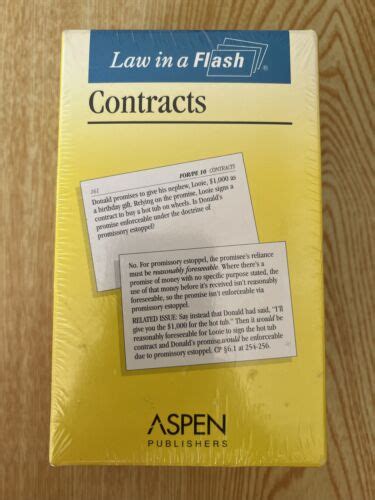 Law in a Flash®
Contracts
FOR/PE 10 CONTRACTS
161
Donald promises to give his nephew, Louie, $1,000 as
a birthday gift. Relying on the promise, Louie signs a
contract to buy a hot tub on wheels. Is Donald's
promise enforceable under the doctrine of
promissory estoppel?
No. For promissory estoppel, the promisee's reliance
must be reasonably foreseeable. Where there's a
promise of money with no specific purpose stated, the
use of that money before it's received isn't reasonably
foreseeable, so the promise isn't enforceable via
promissory estoppel.
RELATED ISSUE: Say instead that Donald had said, "I'll
give you the $1,000 for the hot tub." Then it would be
reasonably foreseeable for Louie to sign the hot tub
contract and Donald's promise would be enforceable
due to promissory estoppel. CP §6.1 at 254-256.
ASPEN
PUBLISHERS